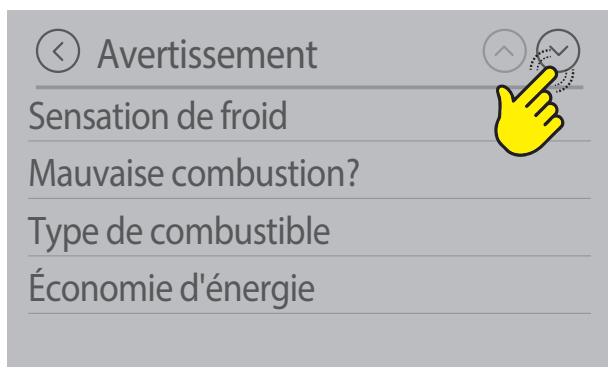 Avertissement
Sensation de froid
Mauvaise combustion?
Type de combustible
Économie d'énergie